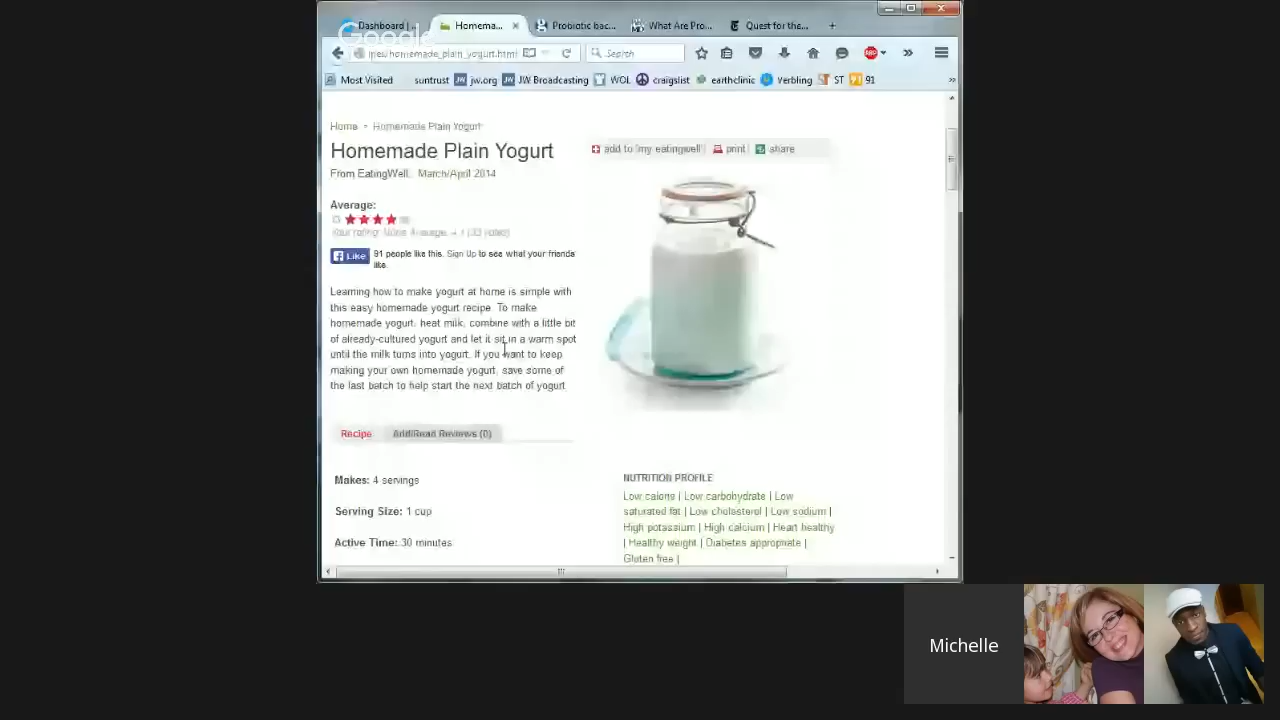 Dashboard |
Homema...
Probiotic bac...
What Are Pro...
Quest for the...
Google
nes/homemade_plain_yogurt.html
Search
Most Visited
suntrust
jw.org
JW Broadcasting
WOL
craigslist
earthclinic
Verbling
ST
91
Home > Homemade Plain Yogurt
Homemade Plain Yogurt
add to 'my eatingwell'
print
share
From EatingWell: March/April 2014
Average:
Your rating: None
Like
91 people like this. Sign Up to see what your friends
like.
Learning how to make yogurt at home is simple with
this easy homemade yogurt recipe. To make
homemade yogurt, heat milk, combine with a little bit
of already-cultured yogurt and let it sit in a warm spot
until the milk turns into yogurt. If you want to keep
making your own homemade yogurt, save some of
the last batch to help start the next batch of yogurt
Recipe
Add/Read Reviews (0)
Makes: 4 servings
Serving Size: 1 cup
Active Time: 30 minutes
NUTRITION PROFILE
Low calorie | Low carbohydrate | Low
saturated fat | Low cholesterol | Low sodium |
High potassium | High calcium | Heart healthy
| Healthy weight | Diabetes appropriate |
Gluten free |
Michelle